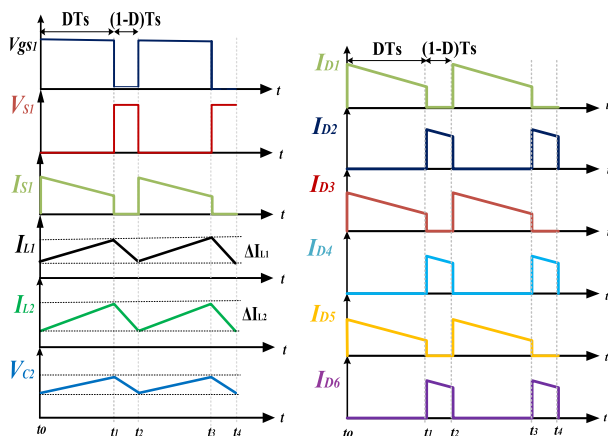 DTs (1-D)Ts
Vgs1
t
VS1
t
IS1
t
IL1
ΔIL1
t
IL2
ΔIL2
t
VC2
t
to t1 t2 t3 t4
DTs (1-D)Ts
ID1
t
ID2
t
ID3
t
ID4
t
ID5
t
ID6
t
to t1 t2 t3 t4